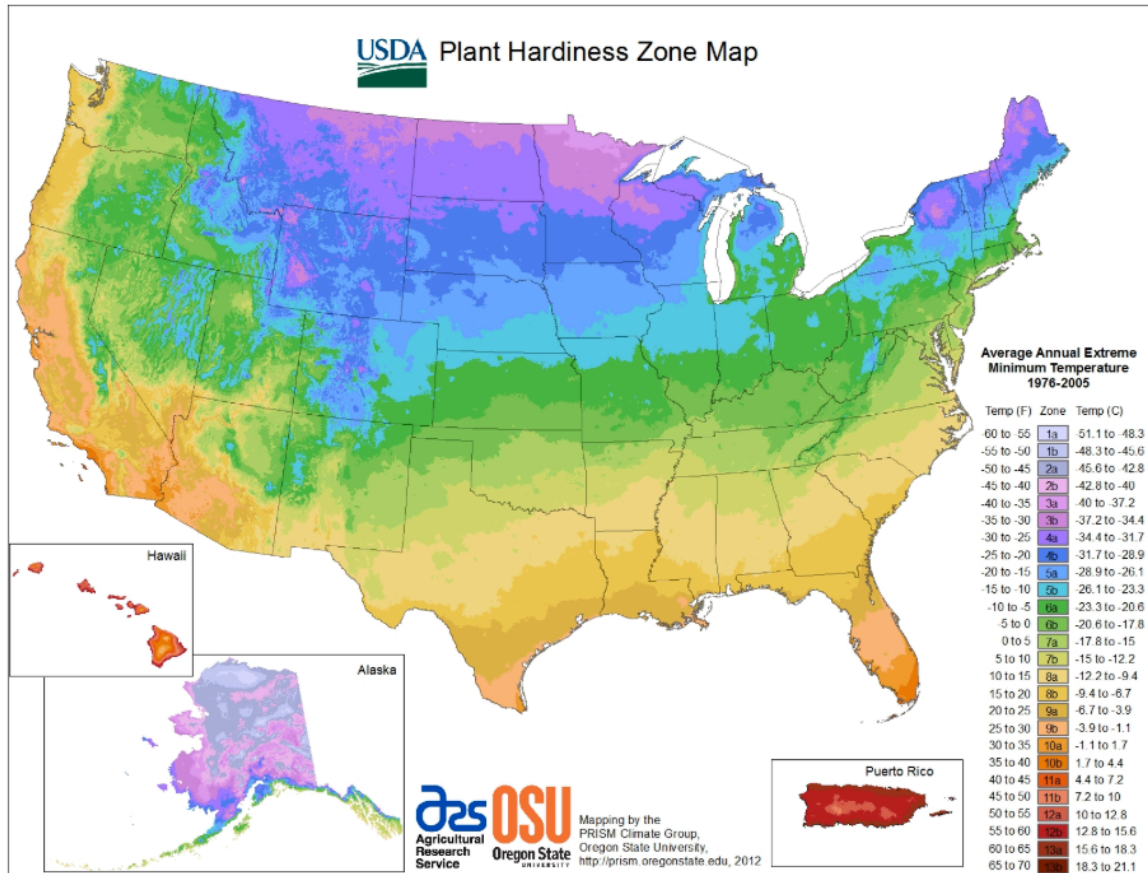 USDA
Plant Hardiness Zone Map
Average Annual Extreme
Minimum Temperature
1976-2005
Temp (F) Zone Temp (C)
-60 to -55 1a -51.1 to -48.3
-55 to -50 1b -48.3 to -45.6
-50 to -45 2a -45.6 to -42.8
-45 to -40 2b -42.8 to -40
-40 to -35 3a -40 to -37.2
-35 to -30 3b -37.2 to -34.4
-30 to -25 4a -34.4 to -31.7
-25 to -20 4b -31.7 to -28.9
-20 to -15 5a -28.9 to -26.1
-15 to -10 5b -26.1 to -23.3
-10 to -5 6a -23.3 to -20.6
-5 to 0 6b -20.6 to -17.8
0 to 5 7a -17.8 to -15
5 to 10 7b -15 to -12.2
10 to 15 8a -12.2 to -9.4
15 to 20 8b -9.4 to -6.7
20 to 25 9a -6.7 to -3.9
25 to 30 9b -3.9 to -1.1
30 to 35 10a -1.1 to 1.7
35 to 40 10b 1.7 to 4.4
40 to 45 11a 4.4 to 7.2
45 to 50 11b 7.2 to 10
50 to 55 12a 10 to 12.8
55 to 60 12b 12.8 to 15.6
60 to 65 13a 15.6 to 18.3
65 to 70 13b 18.3 to 21.1
Hawaii
Alaska
ars
Agricultural
Research
Service
OSU
Oregon State
UNIVERSITY
Mapping by the
PRISM Climate Group,
Oregon State University,
http://prism.oregonstate.edu, 2012
Puerto Rico